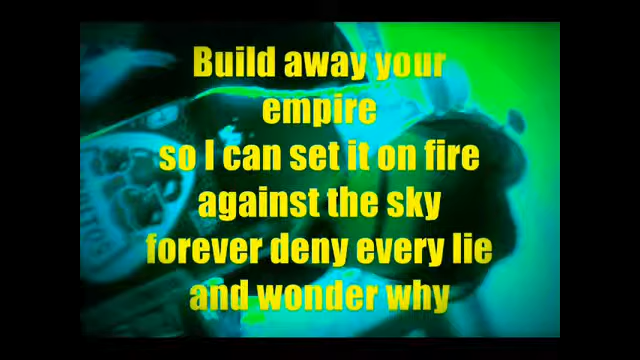 Build away your
empire
so I can set it on fire
against the sky
forever deny every lie
and wonder why